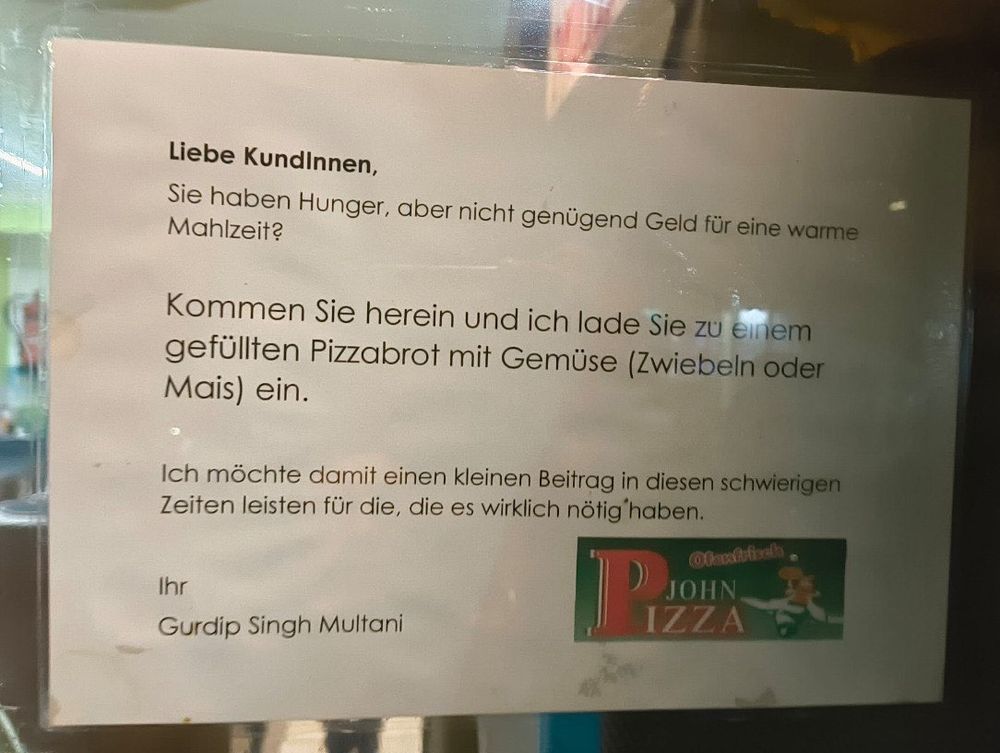 Liebe KundInnen,
Sie haben Hunger, aber nicht genügend Geld für eine warme
Mahlzeit?
Kommen Sie herein und ich lade Sie zu einem
gefüllten Pizzabrot mit Gemüse (Zwiebeln oder
Mais) ein.
Ich möchte damit einen kleinen Beitrag in diesen schwierigen
Zeiten leisten für die, die es wirklich nötig haben.
Ihr
Gurdip Singh Multani
Ofenfrisch
JOHN
PIZZA